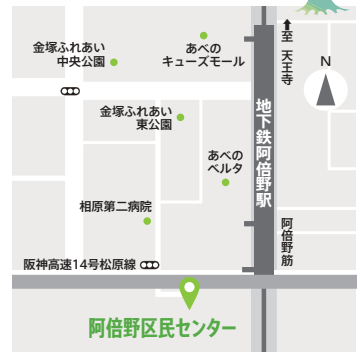 至 天王寺
N
金塚ふれあい
中央公園
あべの
キューズモール
金塚ふれあい
東公園
地下鉄阿倍野駅
あべの
ベルタ
相原第二病院
阿倍野筋
阪神高速14号松原線
阿倍野区民センター